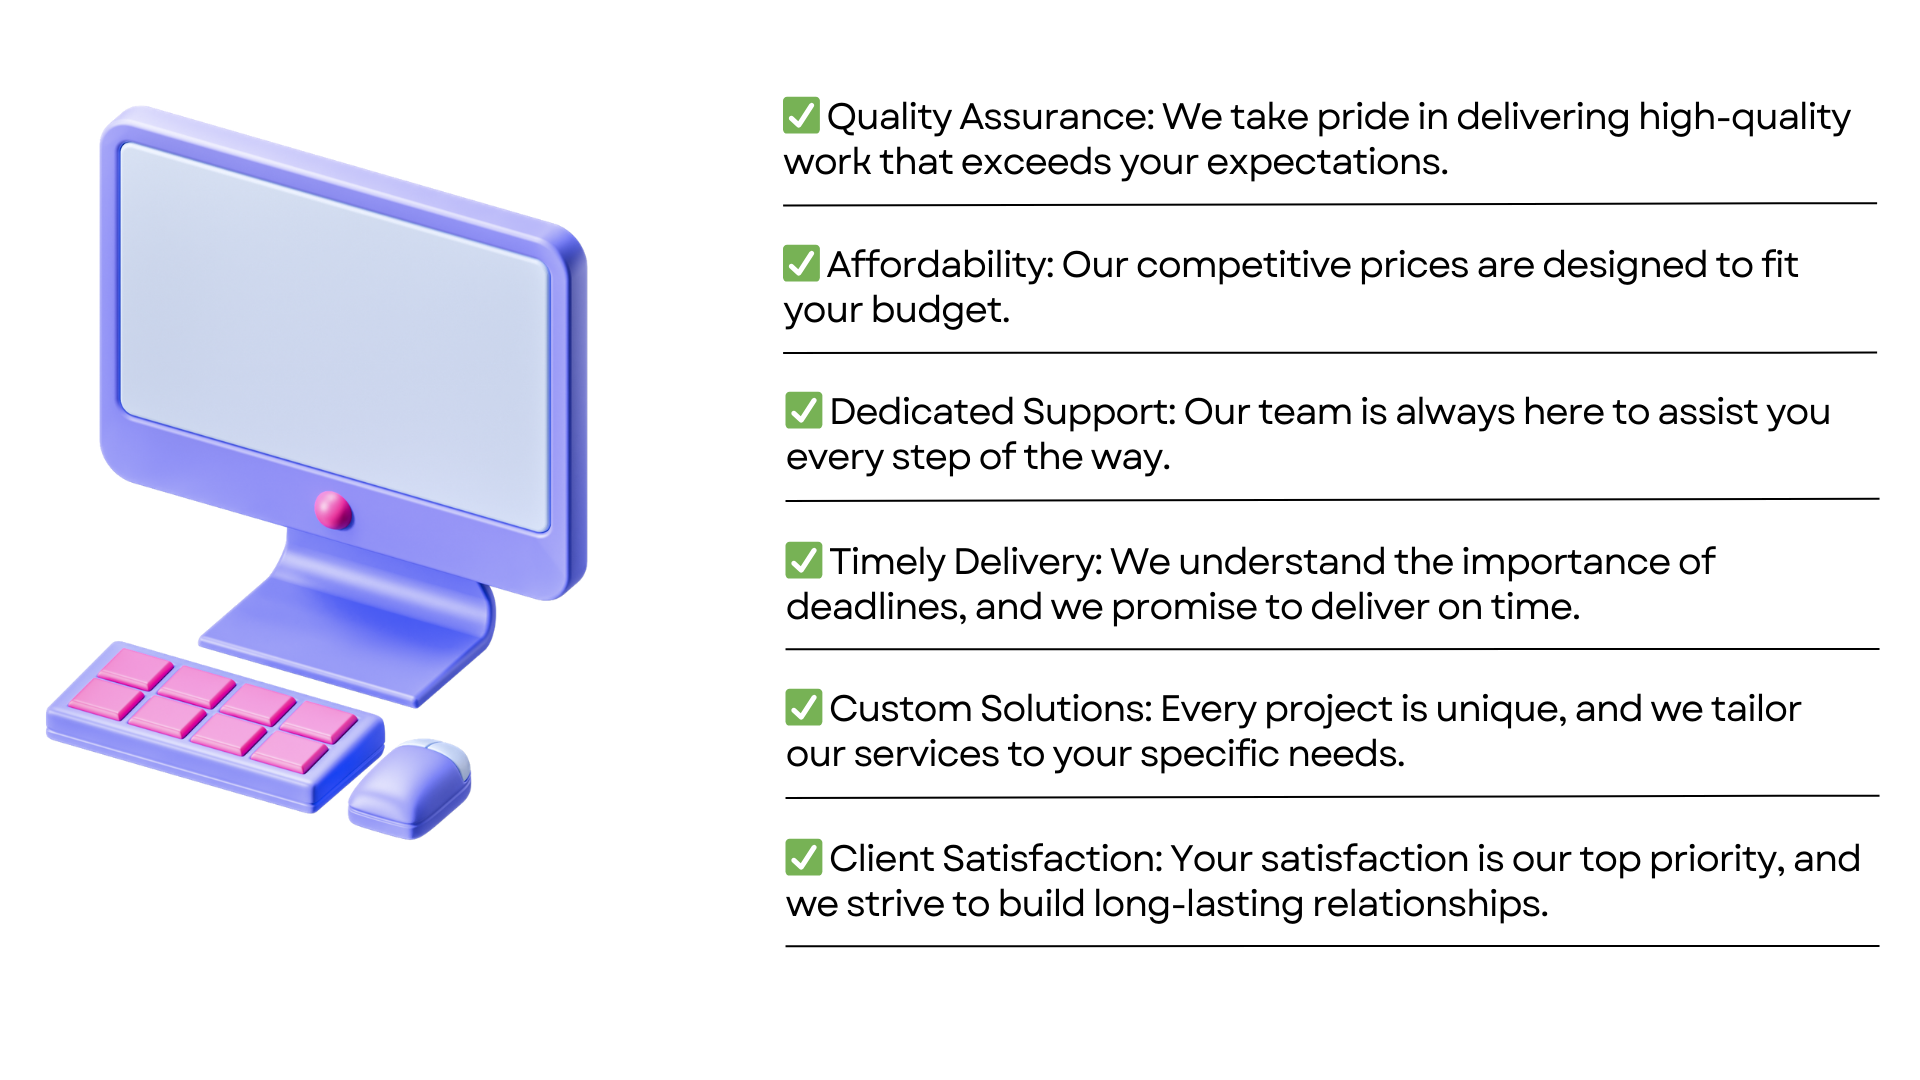 ✅ Quality Assurance: We take pride in delivering high-quality
work that exceeds your expectations.
✅ Affordability: Our competitive prices are designed to fit
your budget.
✅ Dedicated Support: Our team is always here to assist you
every step of the way.
✅ Timely Delivery: We understand the importance of
deadlines, and we promise to deliver on time.
✅ Custom Solutions: Every project is unique, and we tailor
our services to your specific needs.
✅ Client Satisfaction: Your satisfaction is our top priority, and
we strive to build long-lasting relationships.